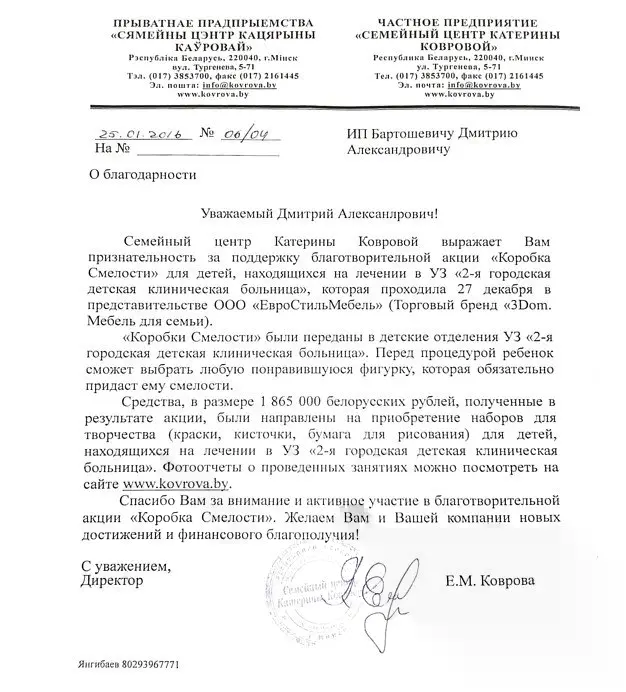 ПРЫВАТНАЕ ПРАДПРЫЕМСТВА
«СЯМЕЙНЫ ЦЭНТР КАЦЯРЫНЫ
КАЎРОВАЙ»
Рэспубліка Беларусь, 220040, г.Мінск
вул. Тургенева, 5-71
Тэл. (017) 3853700, факс (017) 2161445
Эл. пошта: info@kovrova.by
www.kovrova.by
ЧАСТНОЕ ПРЕДПРИЯТИЕ
«СЕМЕЙНЫЙ ЦЕНТР КАТЕРИНЫ
КОВРОВОЙ»
Республика Беларусь, 220040, г.Минск
ул. Тургенева, 5-71
Тел. (017) 3853700, факс (017) 2161445
Эл. почта: info@kovrova.by
www.kovrova.by
25.01.2016 № 06/04
На №
ИП Бартошевичу Дмитрию
Александровичу
О благодарности
Уважаемый Дмитрий Александрович!
Семейный центр Катерины Ковровой выражает Вам
признательность за поддержку благотворительной акции «Коробка
Смелости» для детей, находящихся на лечении в УЗ «2-я городская
детская клиническая больница», которая проходила 27 декабря в
представительстве ООО «ЕвроСтильМебель» (Торговый бренд «3Dom.
Мебель для семьи).
«Коробки Смелости» были переданы в детские отделения УЗ «2-я
городской детская клиническая больница». Перед процедурой ребенок
сможет выбрать любую понравившуюся фигурку, которая обязательно
придаст ему смелости.
Средства, в размере 1 865 000 белорусских рублей, полученные в
результате акции, были направлены на приобретение наборов для
творчества (краски, кисточки, бумага для рисования) для детей,
находящихся на лечении в УЗ «2-я городская детская клиническая
больница». Фотоотчеты о проведенных занятиях можно посмотреть на
сайте www.kovrova.by.
Спасибо Вам за внимание и активное участие в благотворительной
акции «Коробка Смелости». Желаем Вам и Вашей компании новых
достижений и финансового благополучия!
С уважением,
Директор
Семейный центр
Катерины
Е.М. Коврова
Янгибаев 80293967771